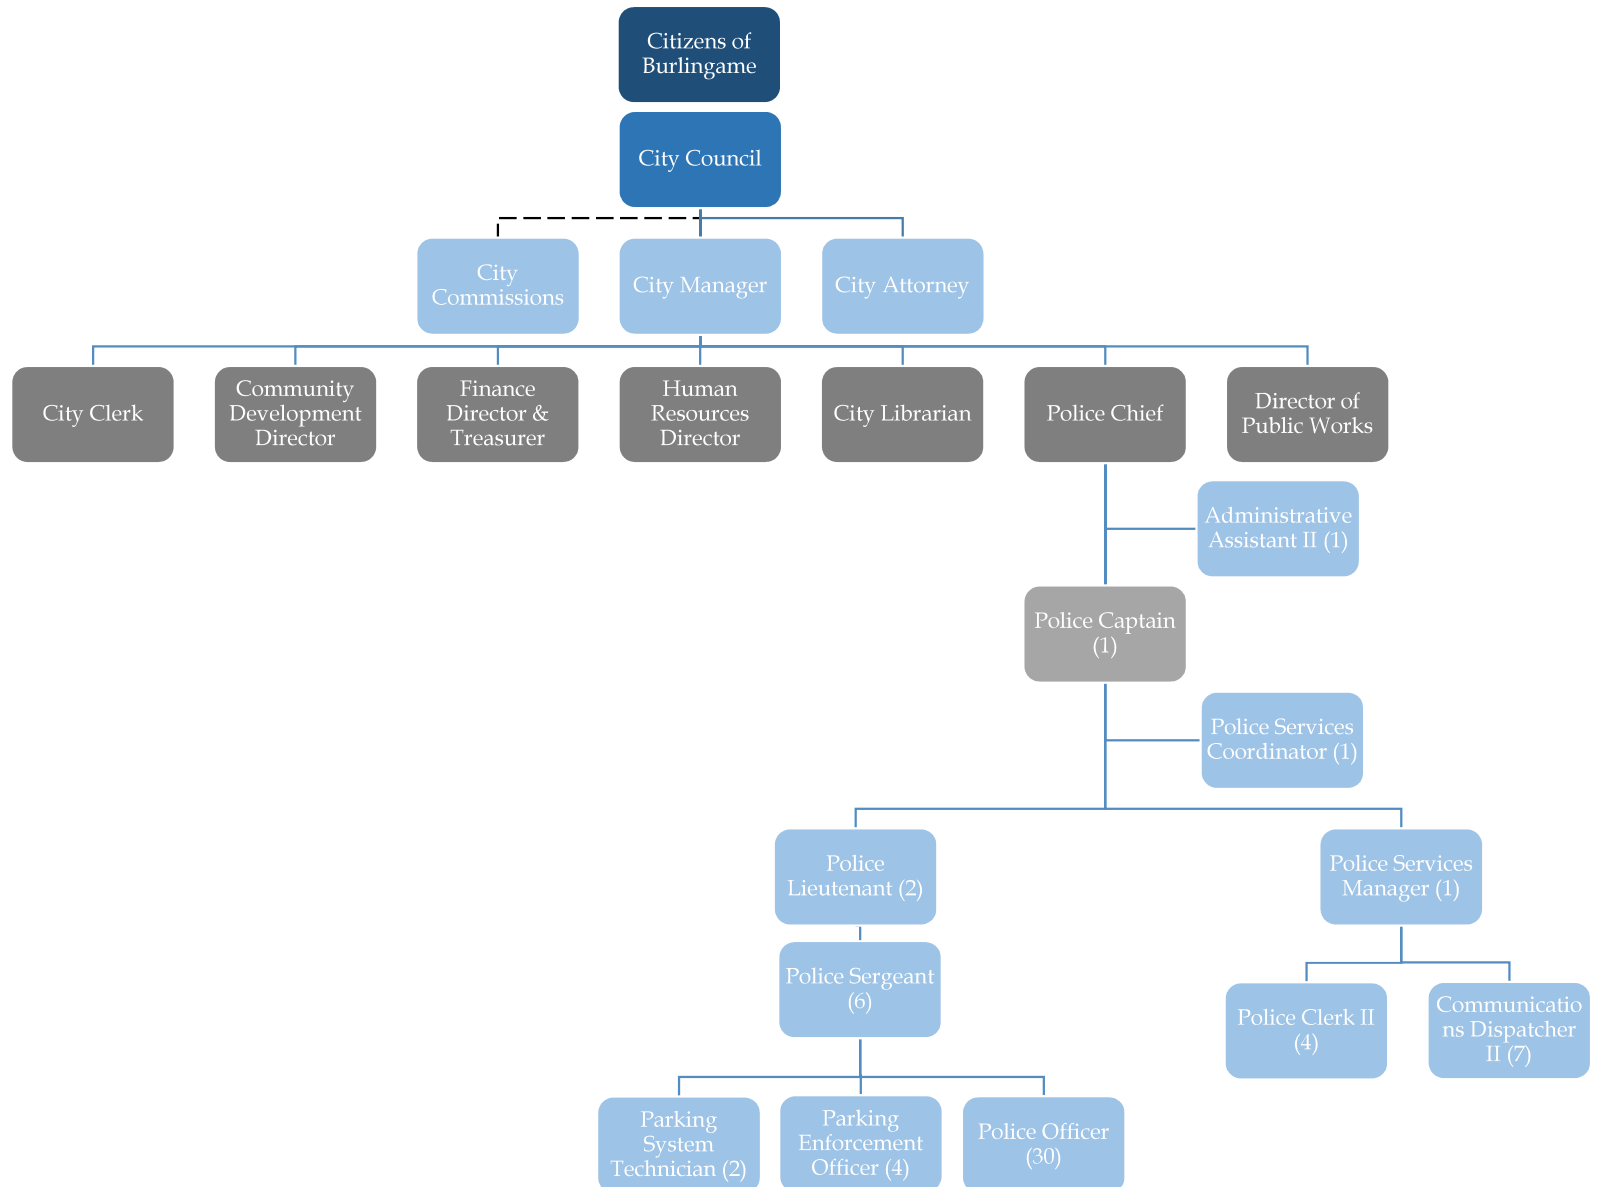 Citizens of
Burlingame
City Council
City
Commissions
City Manager
City Attorney
City Clerk
Community
Development
Director
Finance
Director &
Treasurer
Human
Resources
Director
City Librarian
Police Chief
Director of
Public Works
Administrative
Assistant II (1)
Police Captain
(1)
Police Services
Coordinator (1)
Police
Lieutenant (2)
Police Services
Manager (1)
Police Sergeant
(6)
Police Clerk II
(4)
Communicatio
ns Dispatcher
II (7)
Parking
System
Technician (2)
Parking
Enforcement
Officer (4)
Police Officer
(30)